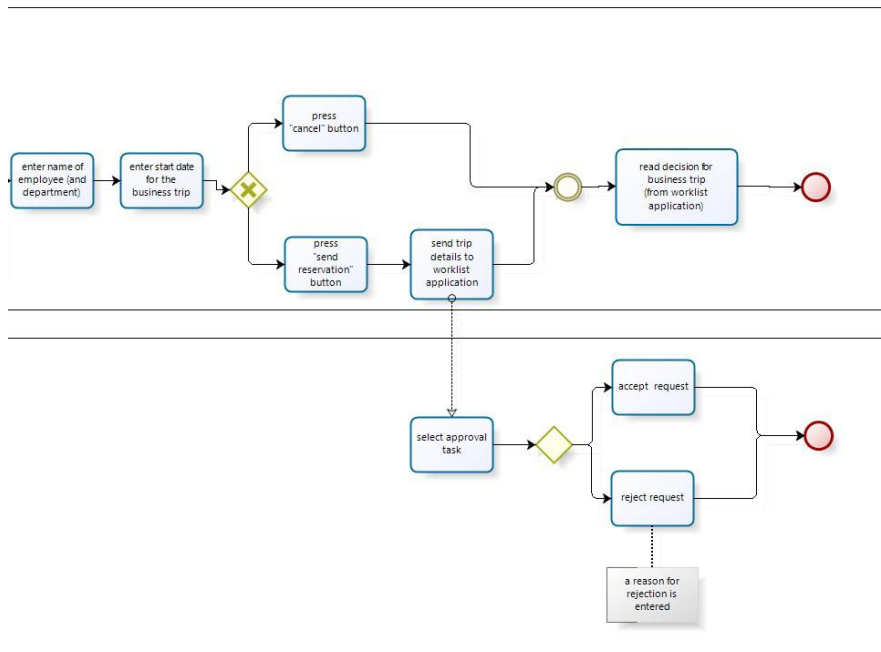 enter name of
employee (and
department)
enter start date
for the
business trip
press
"cancel" button
press
"send
reservation"
button
send trip
details to
worklist
application
read decision for
business trip
(from worklist
application)
select approval
task
accept request
reject request
a reason for
rejection is
entered